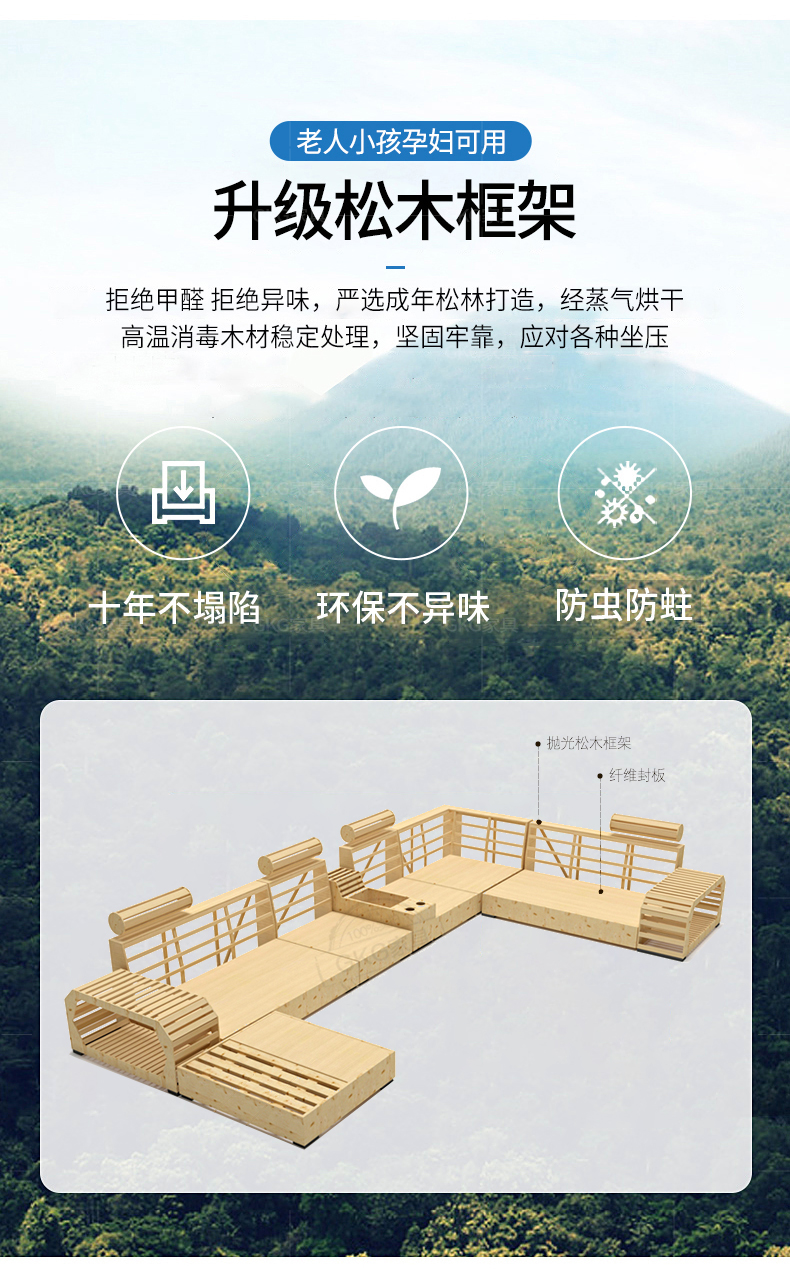 老人小孩孕妇可用
升级松木框架
拒绝甲醛 拒绝异味，严选成年松林打造，经蒸气烘干
高温消毒木材稳定处理，坚固牢靠，应对各种坐压
十年不塌陷 环保不异味 防虫防蛀
抛光松木框架
纤维封板